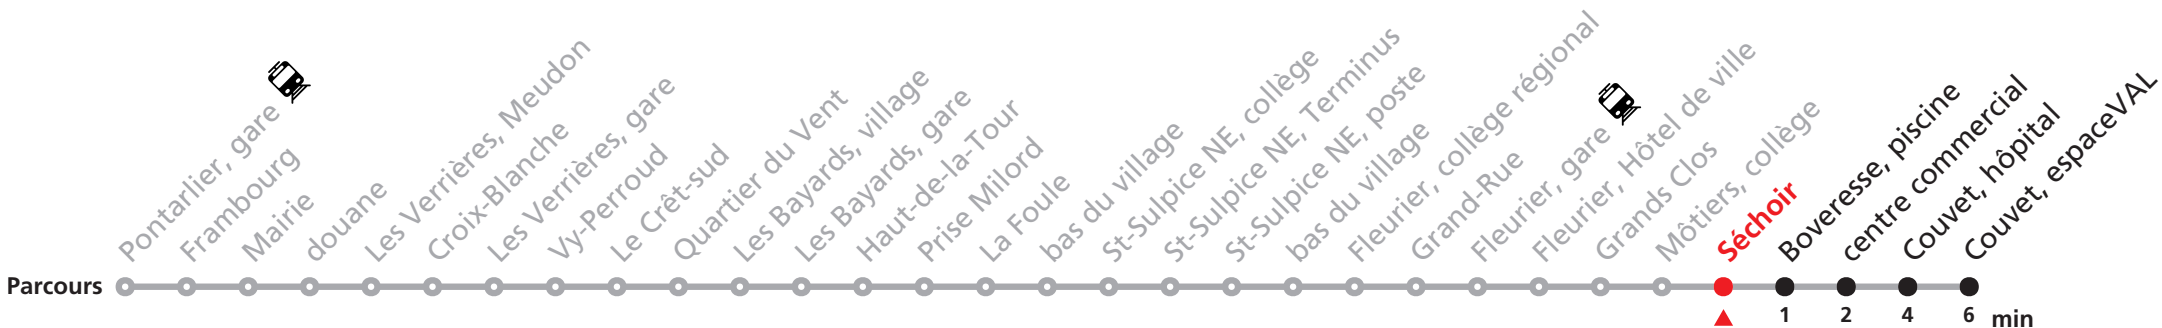 Pontarlier, gare
Frambourg
Mairie
douane
Les Verrières, Meudon
Croix-Blanche
Les Verrières, gare
Vy-Perroud
Le Crêt-sud
Quartier du Vent
Les Bayards, village
Les Bayards, gare
Haut-de-la-Tour
Prise Milord
La Foule
bas du village
St-Sulpice NE, collège
St-Sulpice NE, Terminus
St-Sulpice NE, poste
bas du village
Fleurier, collège régional
Grand-Rue
Fleurier, gare
Fleurier, Hôtel de ville
Grands Clos
Môtiers, collège
Séchoir
Boveresse, piscine
centre commercial
Couvet, hôpital
Couvet, espaceVAL
Parcours
1 2 4 6 min